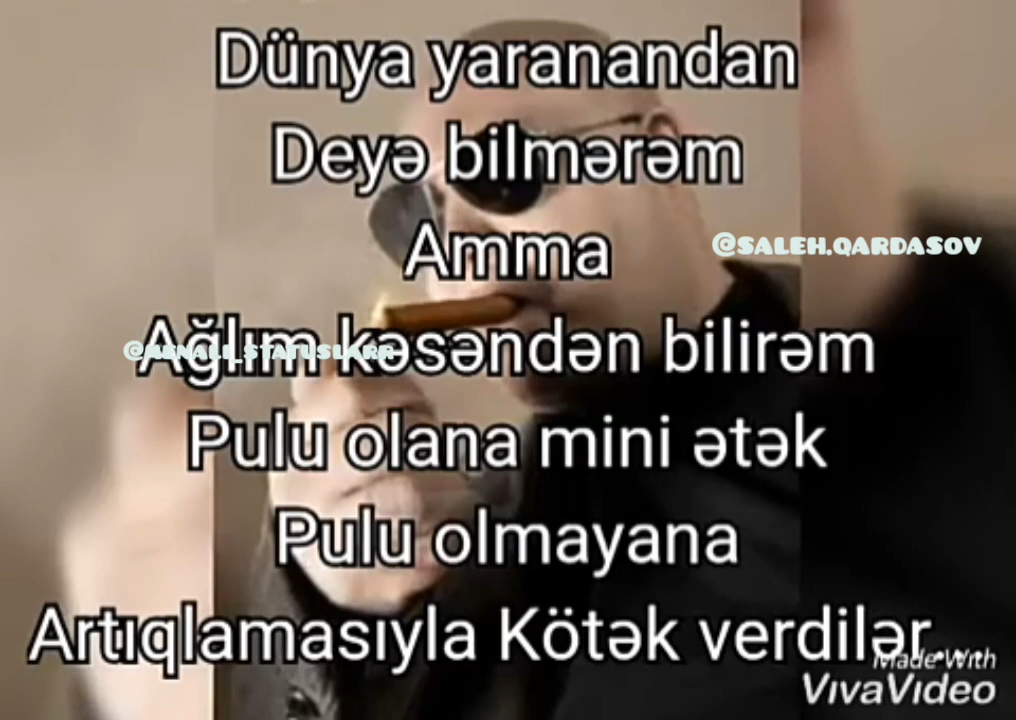 Dünya yaranandan
Deyə bilmərəm
Amma
@SALEH.QARDASOV
Ağlım kəsəndən bilirəm
Pulu olana mini ətək
Pulu olmayana
Artıqlamasıyla Kötək verdilər
Made With
VivaVideo